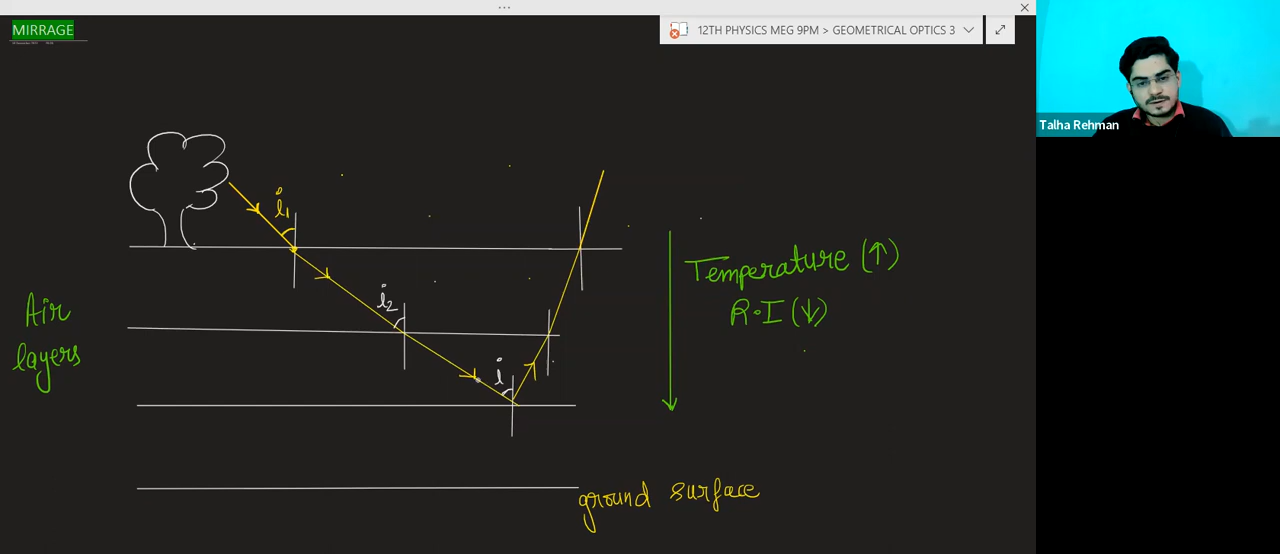 MIRRAGE
12TH PHYSICS MEG 9PM > GEOMETRICAL OPTICS 3
Talha Rehman
i1
Temperature (↑)
R.I (↓)
i2
Air
layers
i
ground surface